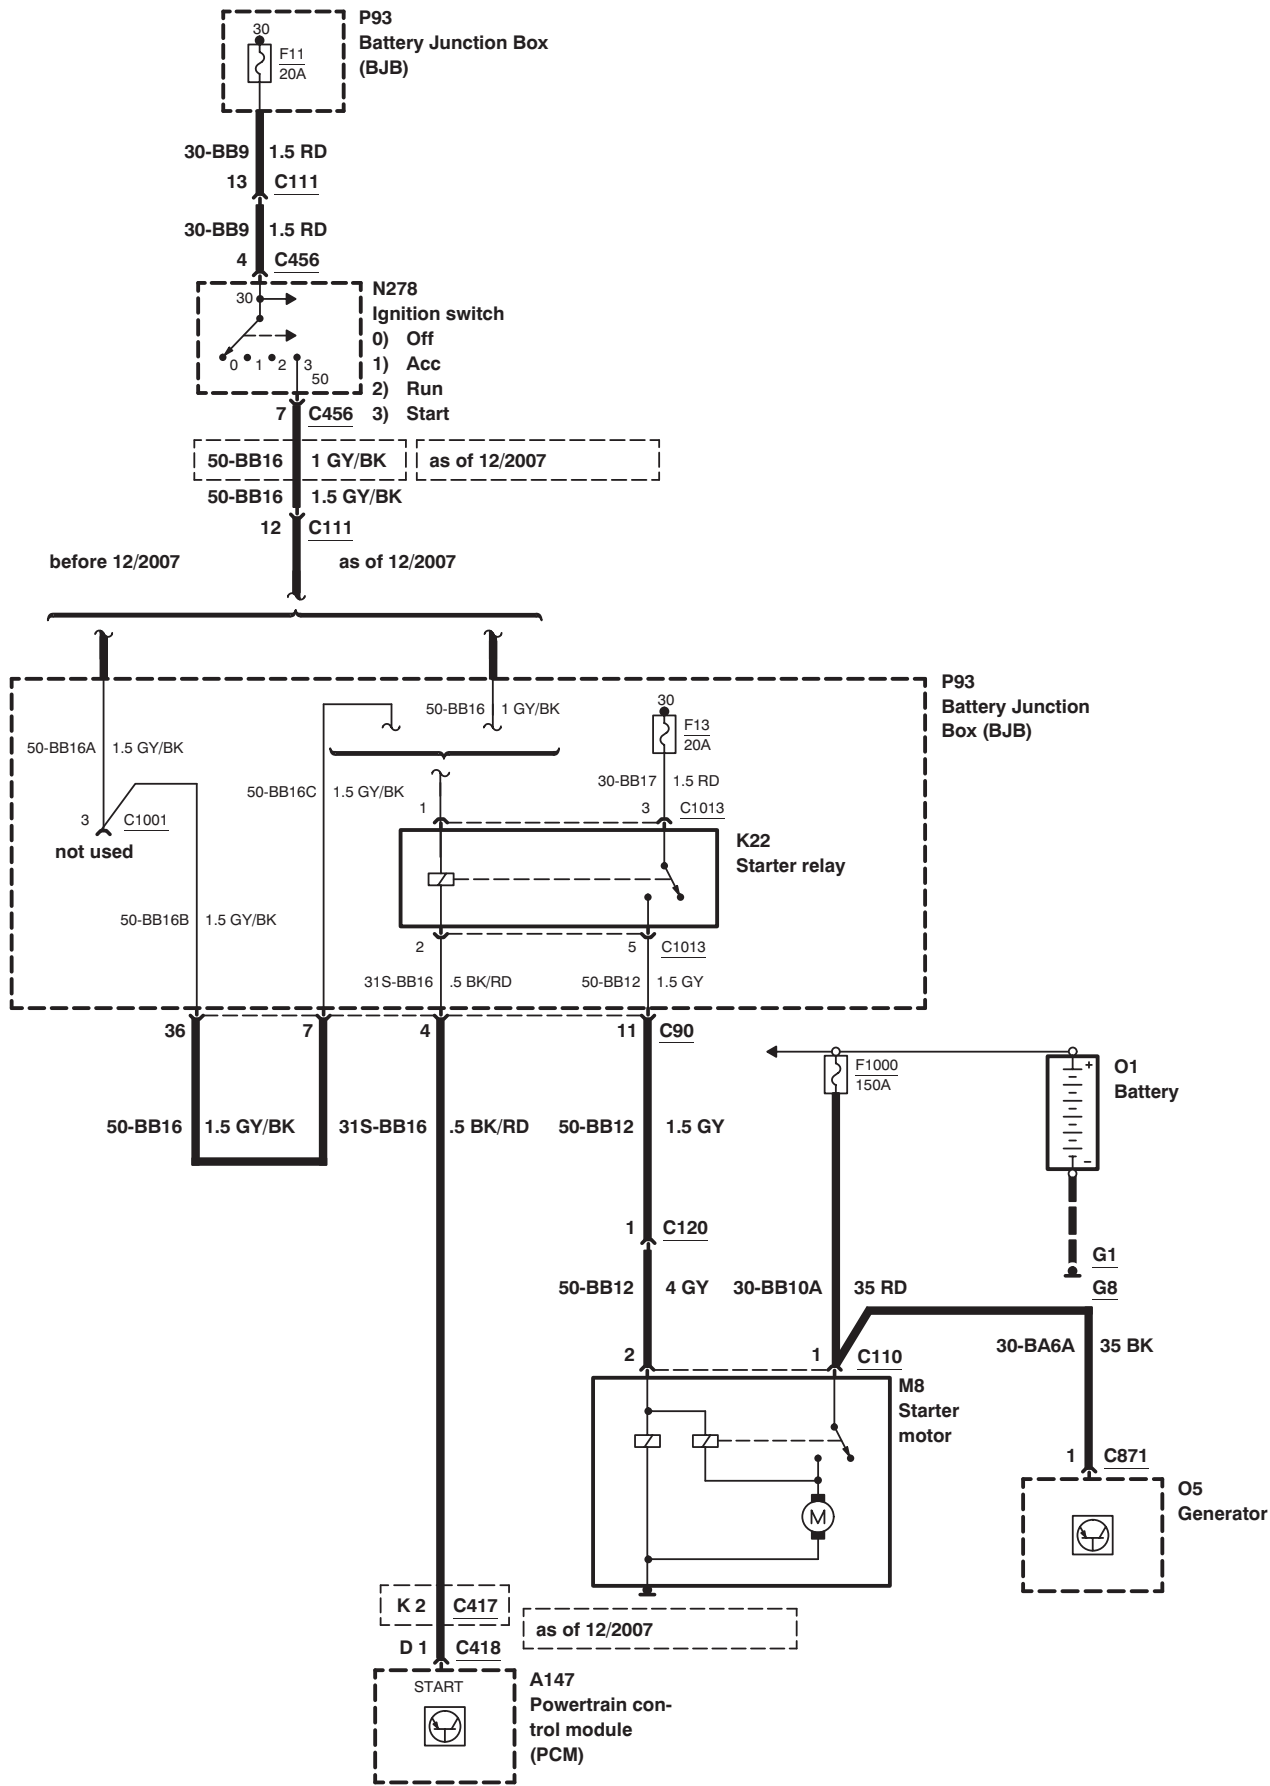 P93
Battery Junction Box
(BJB)
30
F11
20A
30-BB9 1.5 RD
13 C111
30-BB9 1.5 RD
4 C456
N278
Ignition switch
0) Off
1) Acc
2) Run
3) Start
30
0 1 2 3
50
7 C456
50-BB16 1 GY/BK
as of 12/2007
50-BB16 1.5 GY/BK
12 C111
before 12/2007
as of 12/2007
P93
Battery Junction
Box (BJB)
50-BB16 1 GY/BK
30
F13
20A
50-BB16A 1.5 GY/BK
30-BB17 1.5 RD
50-BB16C 1.5 GY/BK
1
3 C1013
3 C1001
not used
K22
Starter relay
50-BB16B 1.5 GY/BK
2
5 C1013
31S-BB16 .5 BK/RD
50-BB12 1.5 GY
36
7
4
11 C90
F1000
150A
+
-
O1
Battery
50-BB16 1.5 GY/BK
31S-BB16 .5 BK/RD
50-BB12 1.5 GY
1 C120
G1
G8
50-BB12 4 GY
30-BB10A 35 RD
30-BA6A 35 BK
2
1 C110
M8
Starter
motor
M
1 C871
O5
Generator
K 2 C417
as of 12/2007
D 1 C418
START
A147
Powertrain con-
trol module
(PCM)